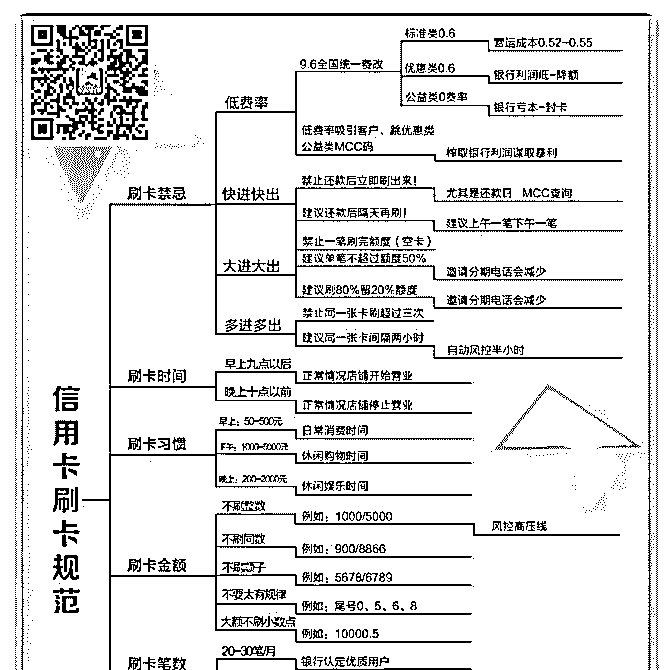 信用卡刷卡规范
刷卡禁忌
低费率
9.6全国统一费改
标准类0.6
营运成本0.52-0.55
优惠类0.6
银行利润低-降额
公益类0费率
银行亏本-封卡
低费率吸引客户、跳优惠类
公益类MCC码
榨取银行利润谋取暴利
快进快出
禁止还款后立即刷出来!
尤其是还款日 MCC查询
建议还款后隔天再刷!
建议上午一笔下午一笔
大进大出
禁止一笔刷完额度(空卡)
建议单笔不超过额度50%
邀请分期电话会减少
建议刷80%留20%额度
邀请分期电话会减少
多进多出
禁止同一张卡刷超过三次
建议同一张卡间隔两小时
自动风控半小时
刷卡时间
早上九点以后
正常情况店铺开始营业
晚上十点以前
正常情况店铺停止营业
刷卡习惯
早上:50-500元
日常消费时间
下午:1000-5000元
休闲购物时间
晚上:200-2000元
休闲娱乐时间
刷卡金额
不刷整数
例如:1000/5000
风控高压线
不刷同数
例如:900/8866
不刷顺子
例如:5678/6789
不要太有规律
例如:尾号0、5、6、8
大额不刷小数点
例如:10000.5
刷卡笔数
20-30笔/月
银行认定优质用户